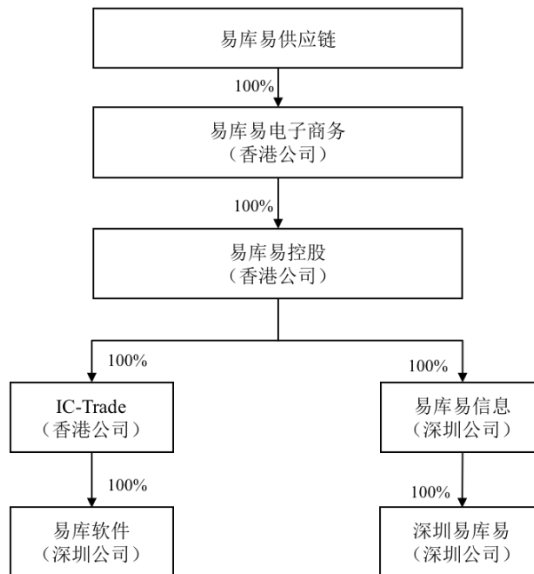 易库易供应链
100%
易库易电子商务
（香港公司）
100%
易库易控股
（香港公司）
100%
100%
IC-Trade
（香港公司）
易库易信息
（深圳公司）
100%
100%
易库软件
（深圳公司）
深圳易库易
（深圳公司）